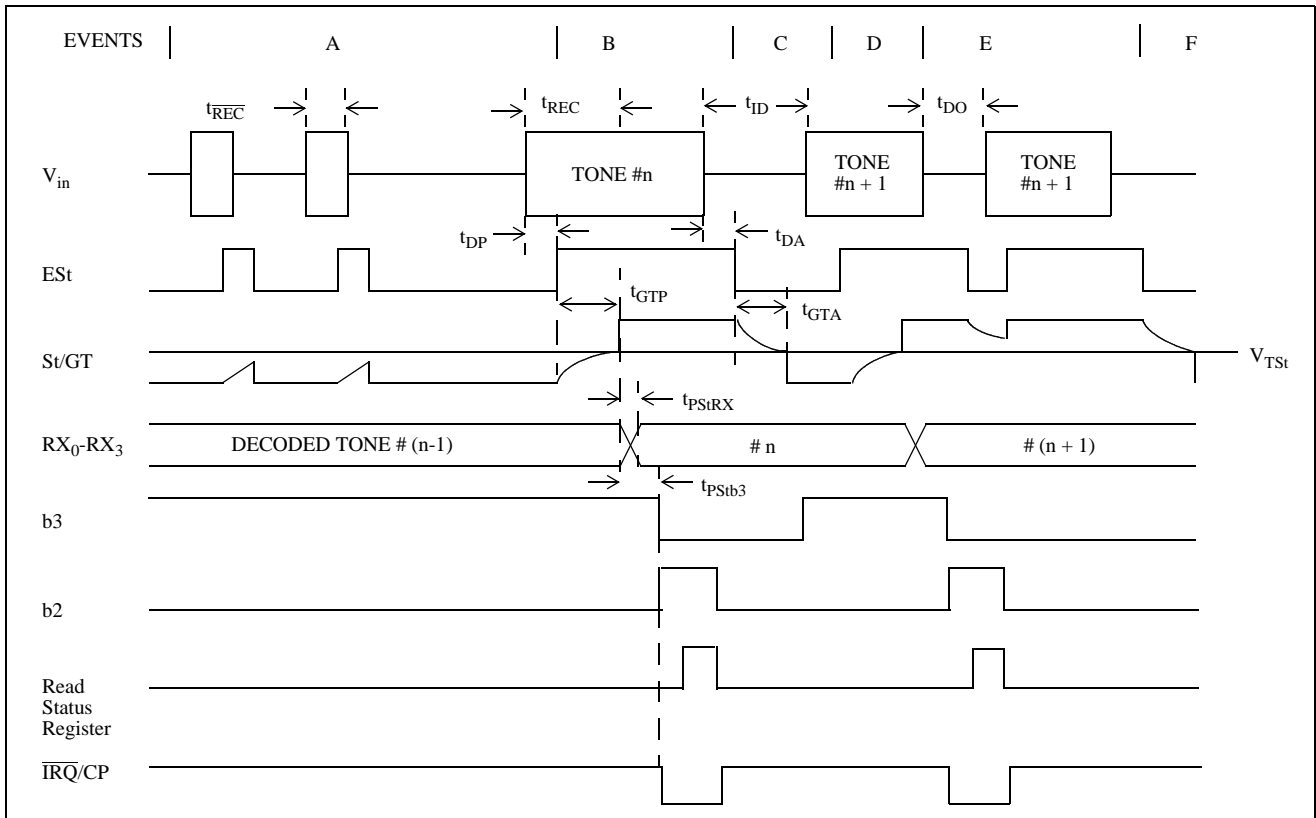 EVENTS A B C D E F
tREC tREC tID tDO
Vin TONE #n TONE #n + 1 TONE #n + 1
tDP tDA
ESt
tGTP tGTA
St/GT VTSt
tPStRX
RX0-RX3 DECODED TONE # (n-1) # n # (n + 1)
tPStb3
b3
b2
Read
Status
Register
IRQ/CP